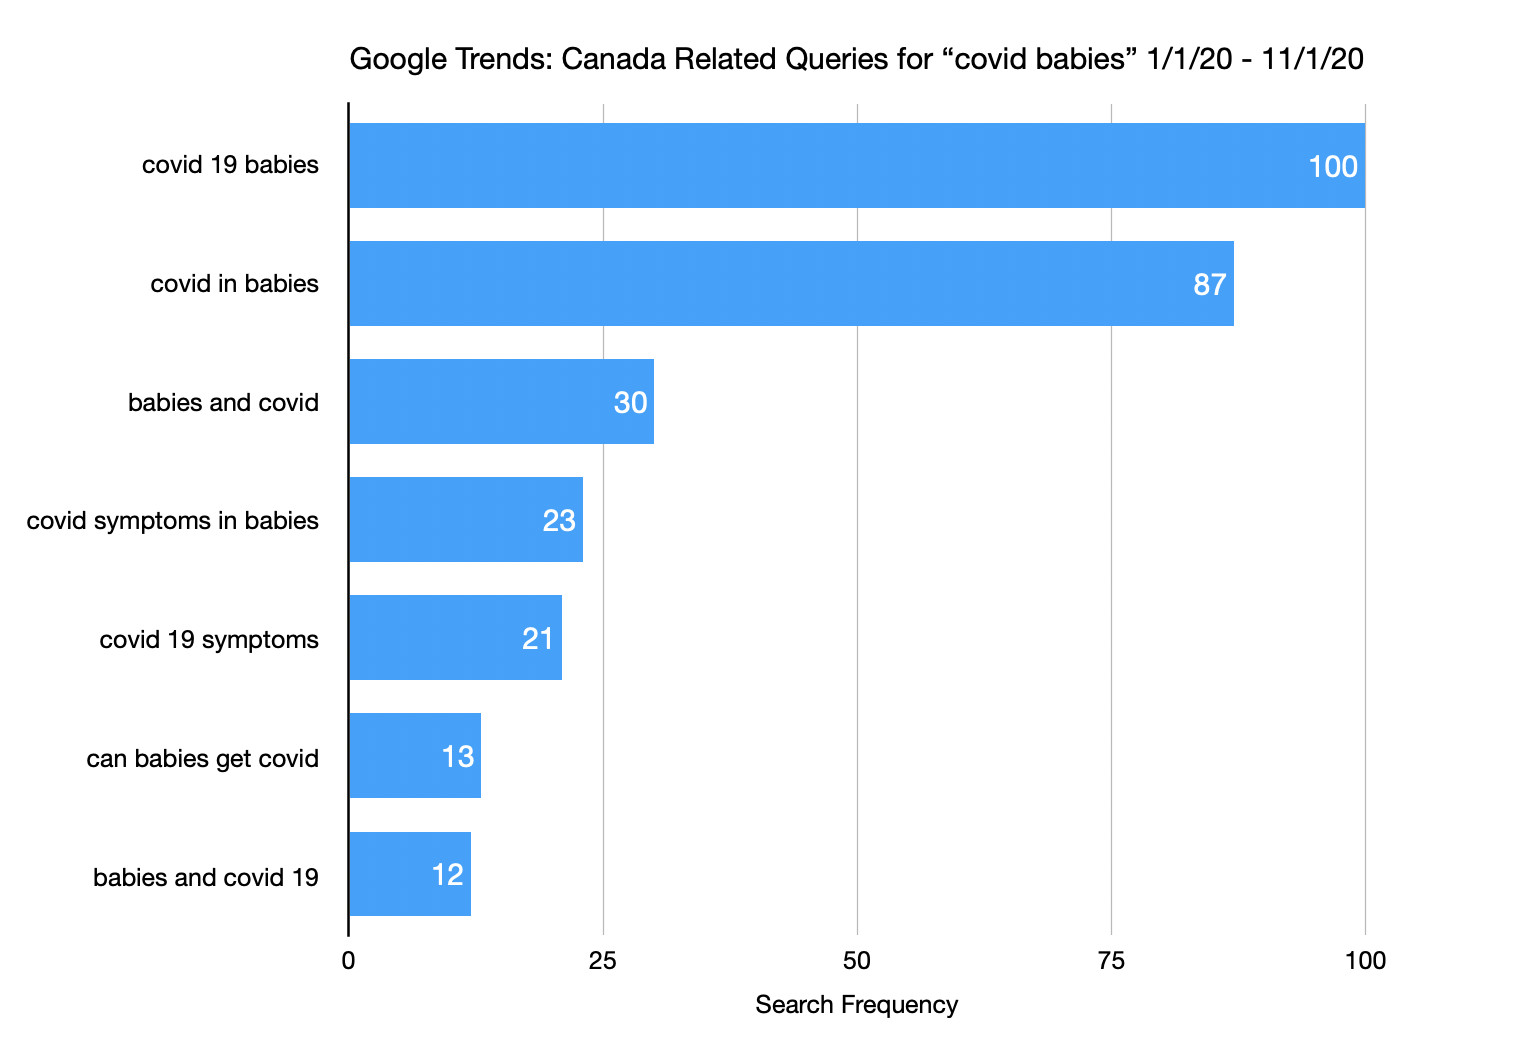 Google Trends: Canada Related Queries for “covid babies” 1/1/20 - 11/1/20
covid 19 babies 100
covid in babies 87
babies and covid 30
covid symptoms in babies 23
covid 19 symptoms 21
can babies get covid 13
babies and covid 19 12
0 25 50 75 100
Search Frequency